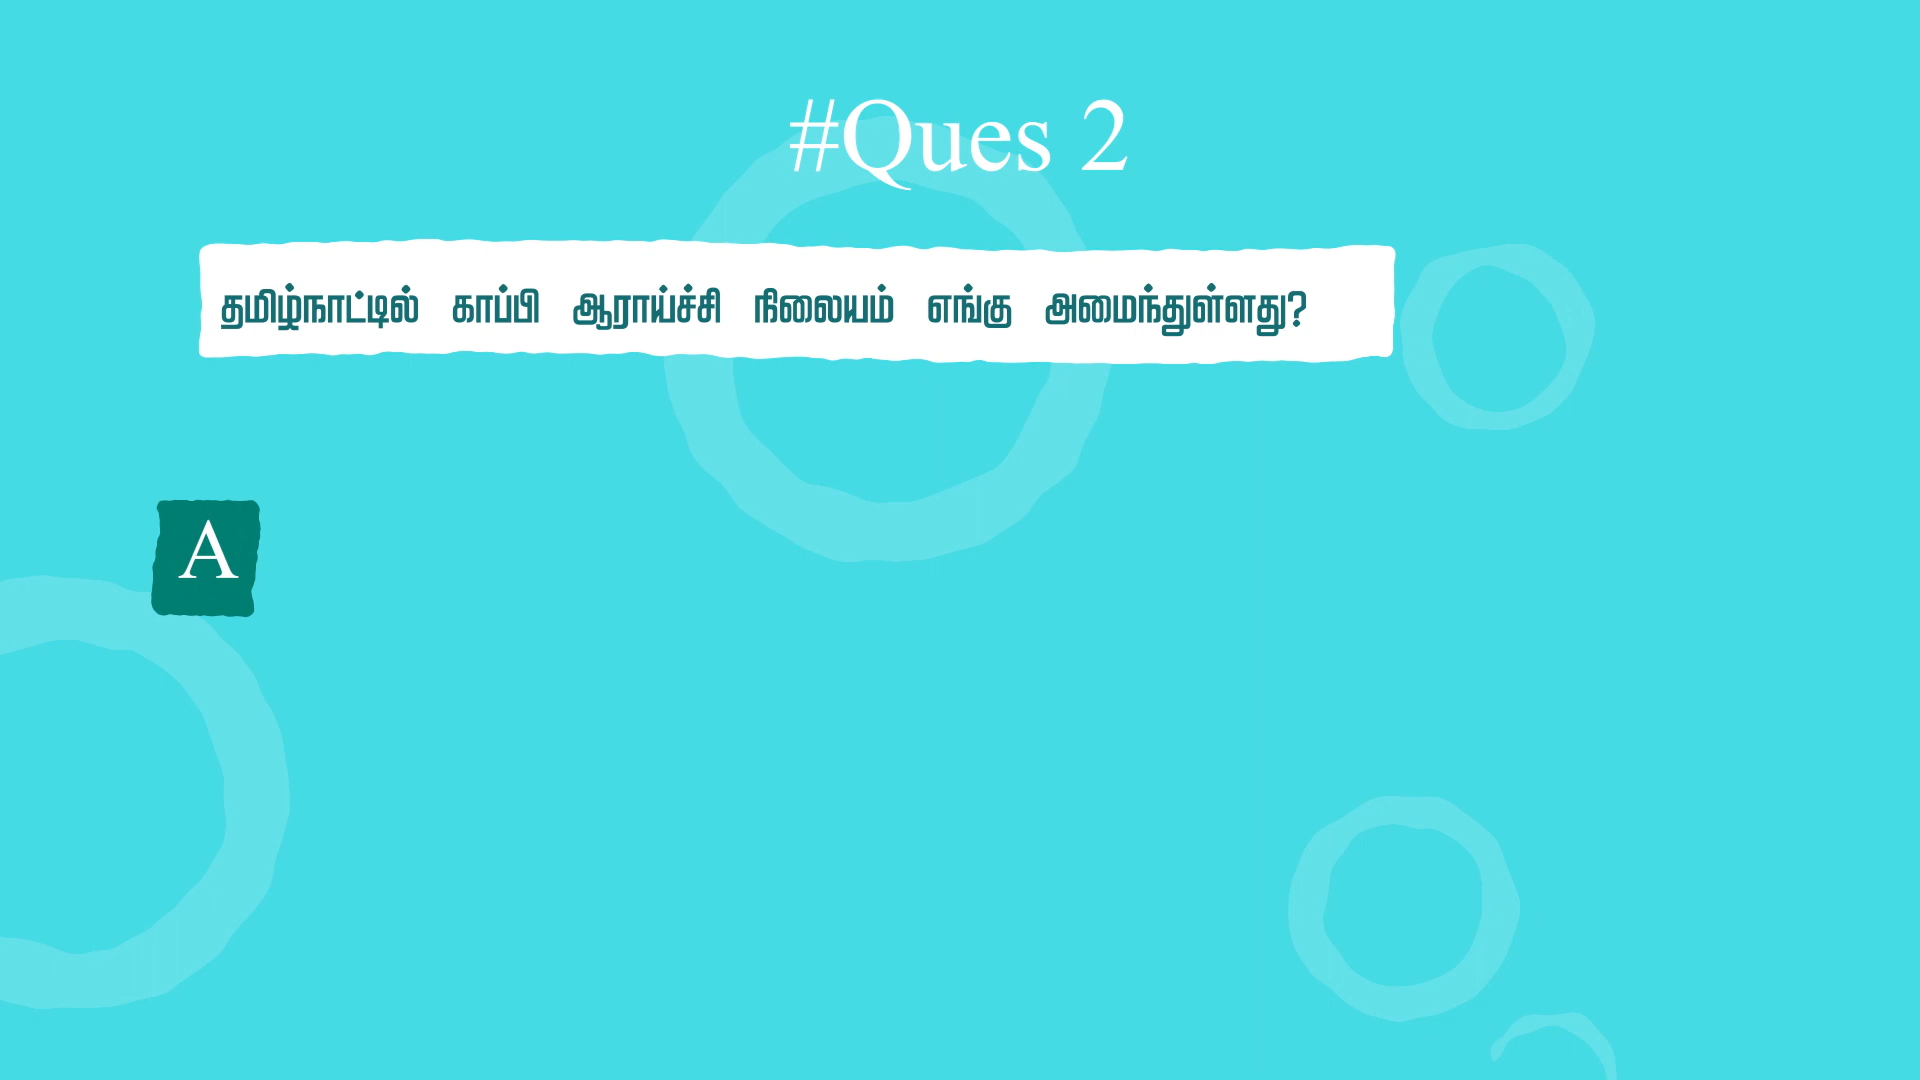 #Ques 2
தமிழ்நாட்டில் காப்பி ஆராய்ச்சி நிலையம் எங்கு அமைந்துள்ளது?
A